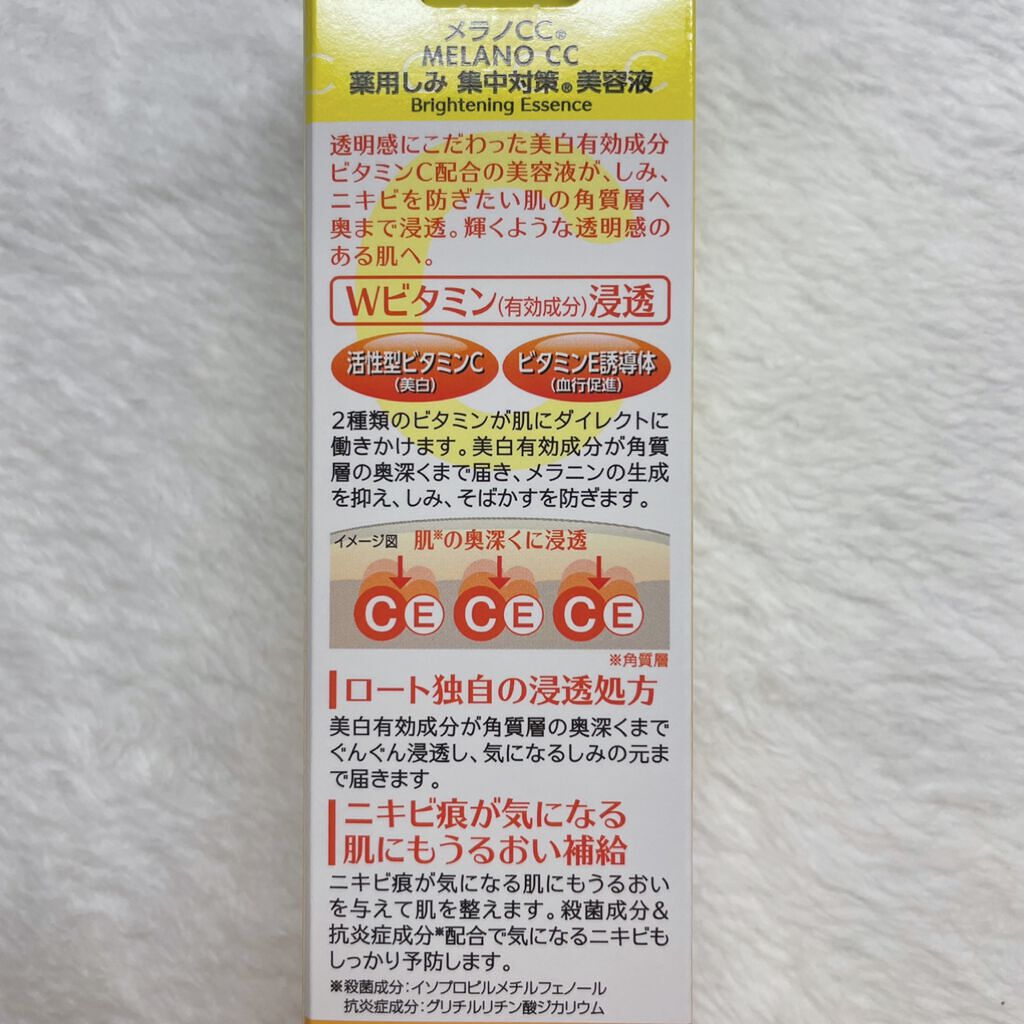 メラノCC®
MELANO CC
薬用しみ 集中対策®美容液
Brightening Essence
透明感にこだわった美白有効成分
ビタミンC配合の美容液が、しみ、
ニキビを防ぎたい肌の角質層へ
奥まで浸透。輝くような透明感の
ある肌へ。
Wビタミン(有効成分)浸透
活性型ビタミンC ビタミンE誘導体
(美白) (血行促進)
2種類のビタミンが肌にダイレクトに
働きかけます。美白有効成分が角質
層の奥深くまで届き、メラニンの生成
を抑え、しみ、そばかすを防ぎます。
イメージ図 肌※の奥深くに浸透
C E C E C E
※角質層
ロート独自の浸透処方
美白有効成分が角質層の奥深くまで
ぐんぐん浸透し、気になるしみの元ま
で届きます。
ニキビ痕が気になる
肌にもうるおい補給
ニキビ痕が気になる肌にもうるおい
を与えて肌を整えます。殺菌成分&
抗炎症成分※配合で気になるニキビも
しっかり予防します。
※殺菌成分:イソプロピルメチルフェノール
抗炎症成分:グリチルリチン酸ジカリウム